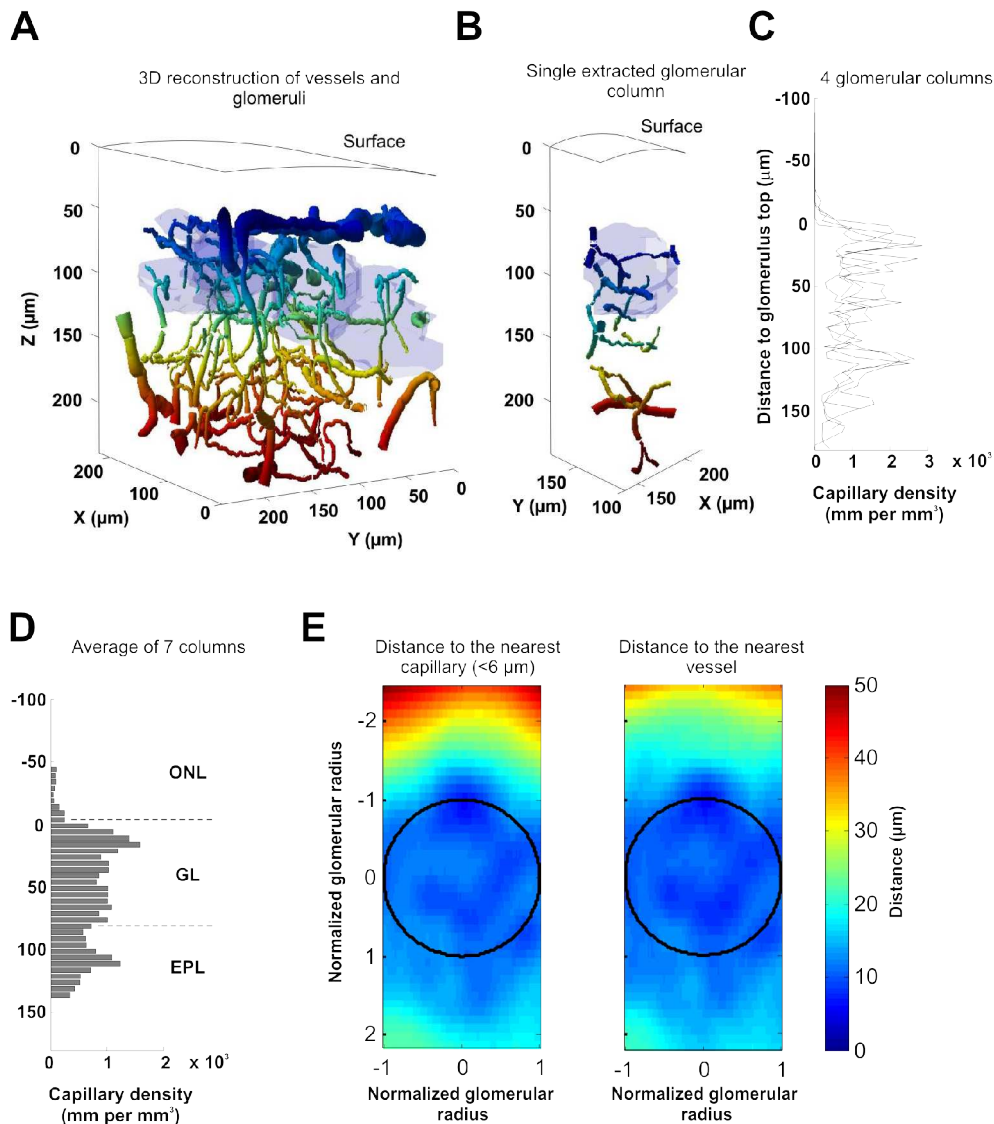 A
3D reconstruction of vessels and
glomeruli
Surface
0
50
100
150
200
Z (µm)
200
100
0
X (µm)
200
150
100
50
0
Y (µm)
B
Single extracted glomerular
column
Surface
0
50
100
150
200
150
100
Y (µm)
200
150
X (µm)
C
4 glomerular columns
-100
-50
0
50
100
150
Distance to glomerulus top (µm)
0 1 2 3 x 10³
Capillary density
(mm per mm³)
D
Average of 7 columns
-100
-50
0
50
100
150
ONL
GL
EPL
0 1 2 x 10³
Capillary density
(mm per mm³)
E
Distance to the nearest
capillary (<6 µm)
-2
-1
0
1
2
Normalized glomerular radius
-1 0 1
Normalized glomerular
radius
Distance to the nearest
vessel
-1 0 1
Normalized glomerular
radius
50
40
30
20
10
0
Distance (µm)